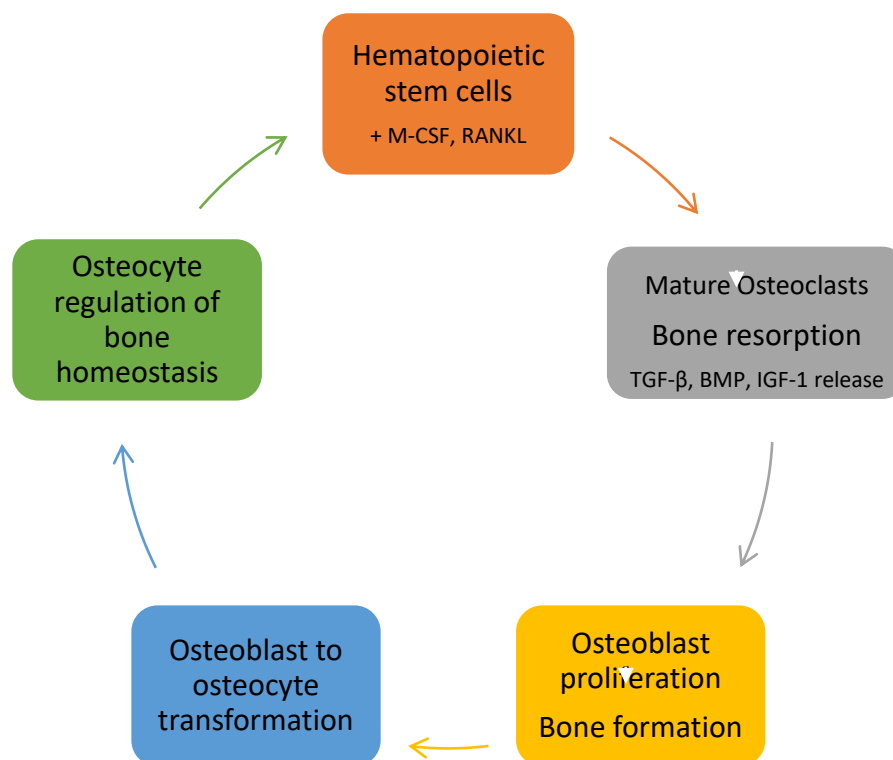 Hematopoietic
stem cells
+ M-CSF, RANKL
Mature Osteoclasts
Bone resorption
TGF-β, BMP, IGF-1 release
Osteoblast
proliferation
Bone formation
Osteoblast to
osteocyte
transformation
Osteocyte
regulation of
bone
homeostasis